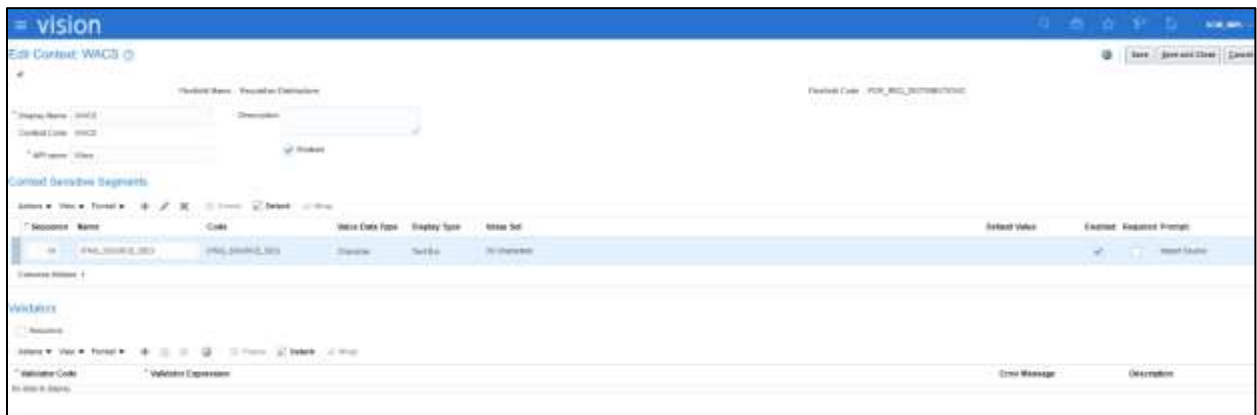 vision
Edit Context: WACS
Save Save and Close Cancel
Flexfield Name Requisition Distributions
Flexfield Code POR_REQ_DISTRIBUTIONS
* Display Name WACS
Description
Context Code WACS
* API name Wacs
Enabled
Context Sensitive Segments
Actions View Format Freeze Detach Wrap
* Sequence Name Code Value Data Type Display Type Value Set Default Value Enabled Required Prompt
10 Character Text Box Import Source
Columns Hidden
Validators
Actions View Format Freeze Detach Wrap
* Validator Code * Validator Expression Error Message Description
No data to display.